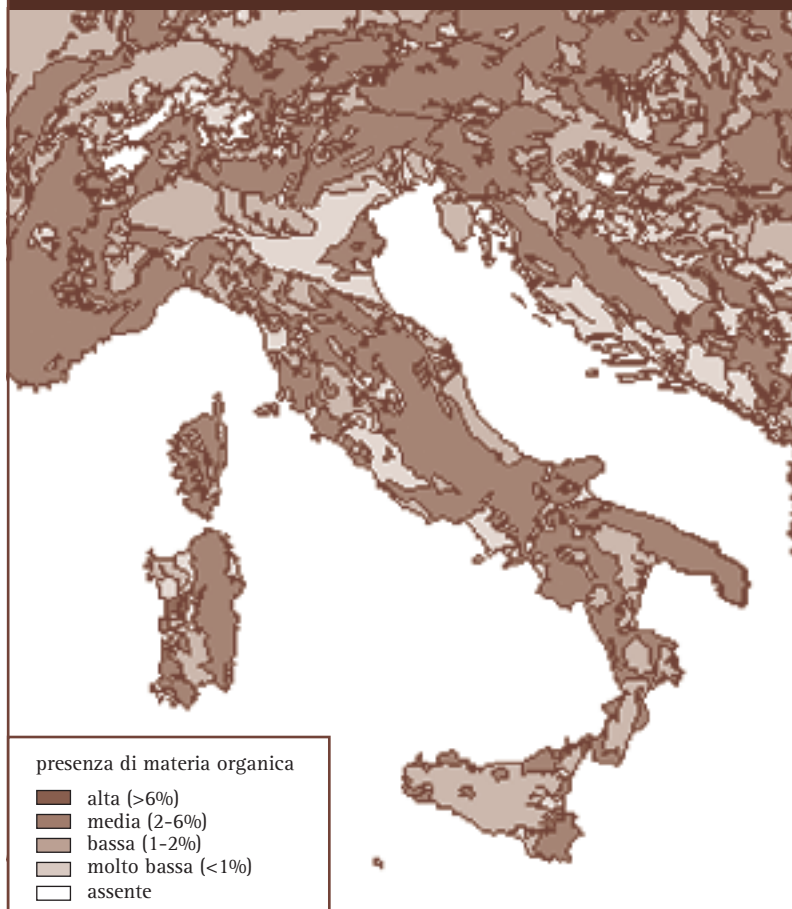 presenza di materia organica
alta (>6%)
media (2-6%)
bassa (1-2%)
molto bassa (<1%)
assente